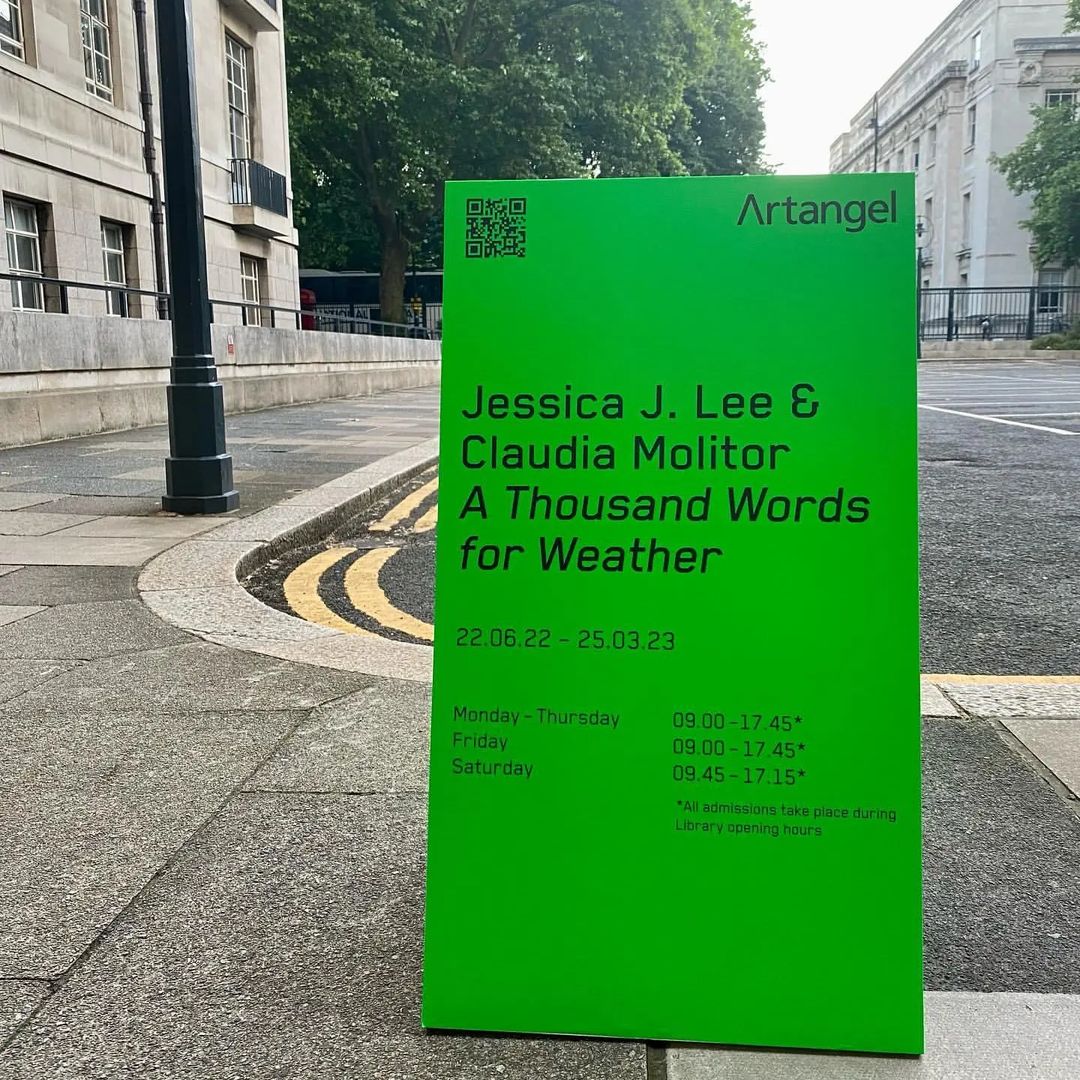 Artangel
Jessica J. Lee &
Claudia Molitor
A Thousand Words
for Weather
22.06.22 – 25.03.23
Monday – Thursday 09.00 – 17.45*
Friday 09.00 – 17.45*
Saturday 09.45 – 17.15*
*All admissions take place during
Library opening hours